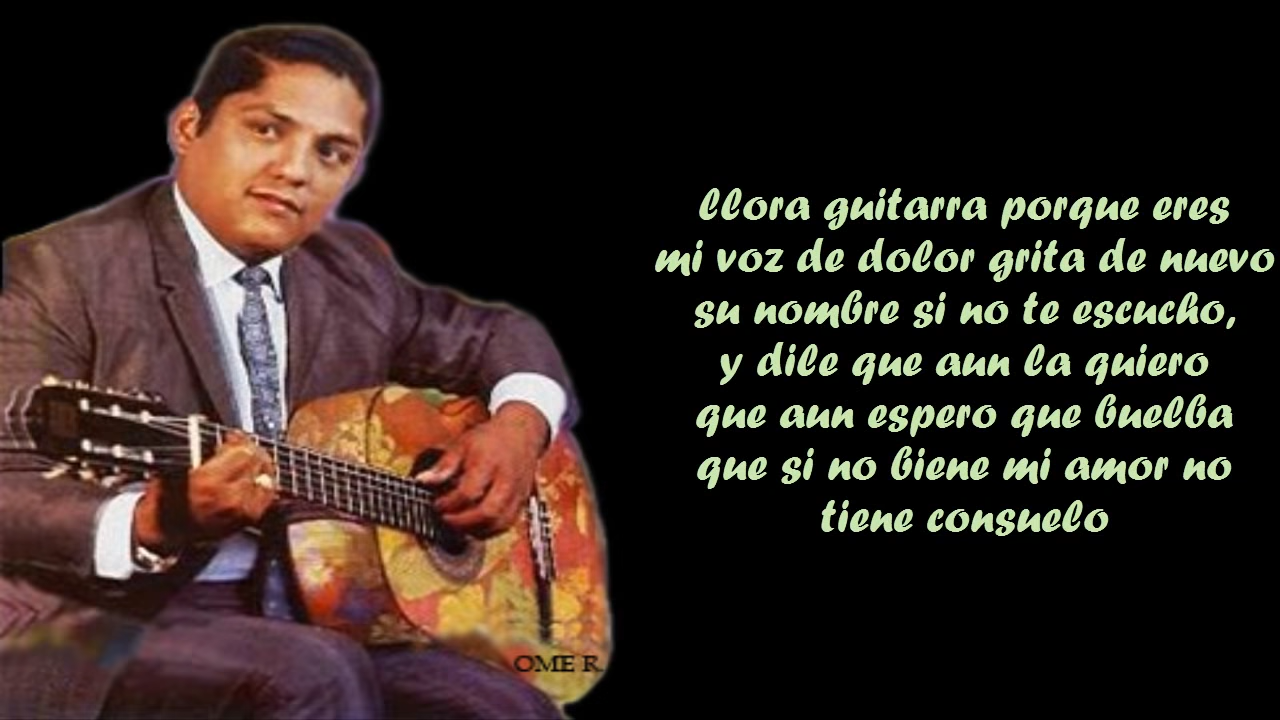 llora guitarra porque eres
mi voz de dolor grita de nuevo
su nombre si no te escucho,
y dile que aun la quiero
que aun espero que buelba
que si no biene mi amor no
tiene consuelo
OME R.